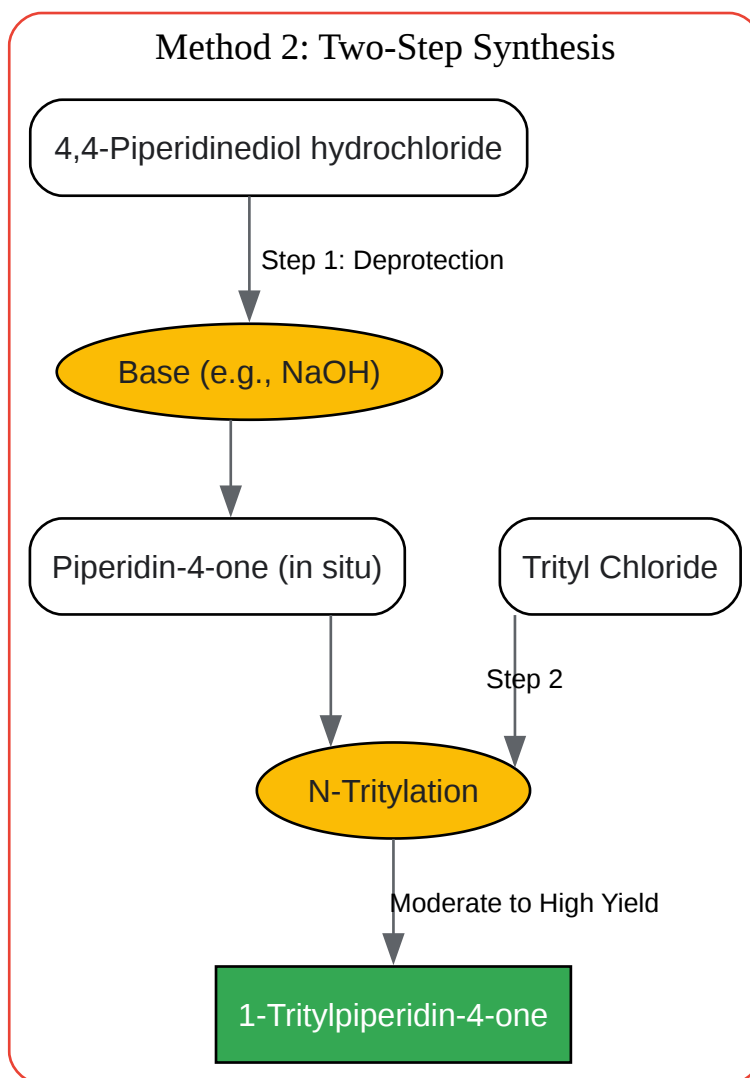 Method 2: Two-Step Synthesis
4,4-Piperidinediol hydrochloride
Step 1: Deprotection
Base (e.g., NaOH)
Piperidin-4-one (in situ)
Trityl Chloride
Step 2
N-Tritylation
Moderate to High Yield
1-Tritylpiperidin-4-one